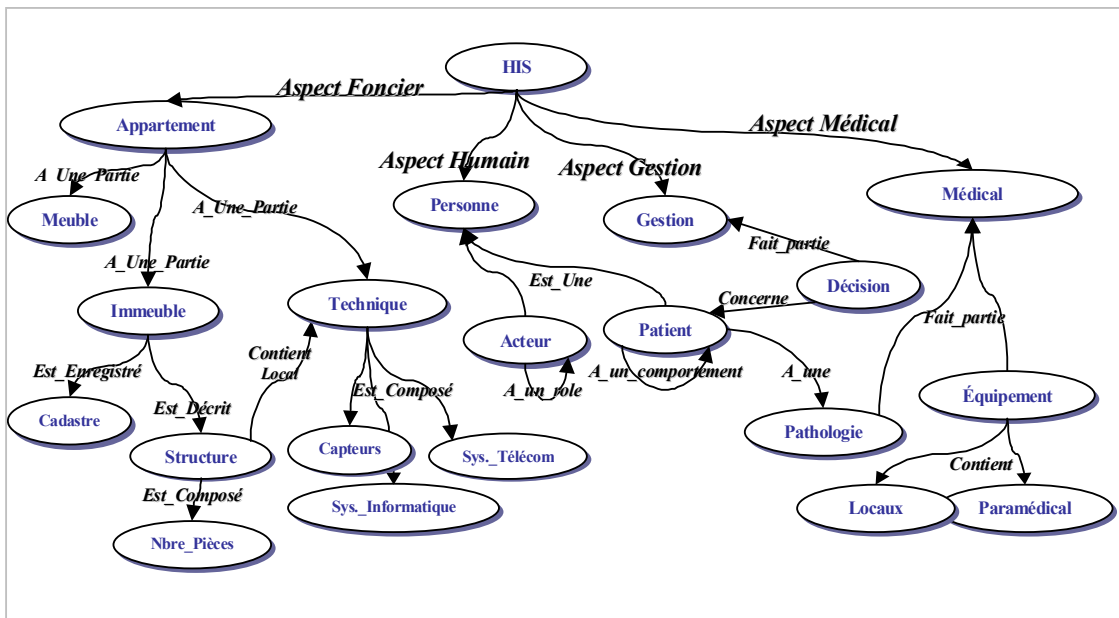 HIS
Aspect Foncier
Appartement
Aspect Médical
Aspect Humain
Aspect Gestion
A_Une_Partie
Meuble
A_Une_Partie
Personne
Gestion
Médical
A_Une_Partie
Fait_partie
Immeuble
Technique
Est_Une
Décision
Concerne
Acteur
Patient
Fait_partie
Contient
Local
Est_Enregistré
Est_Composé
A_un_role
A_un_comportement
A_une
Cadastre
Est_Décrit
Équipement
Structure
Capteurs
Sys._Télécom
Pathologie
Contient
Est_Composé
Sys._Informatique
Locaux
Paramédical
Nbre_Pièces